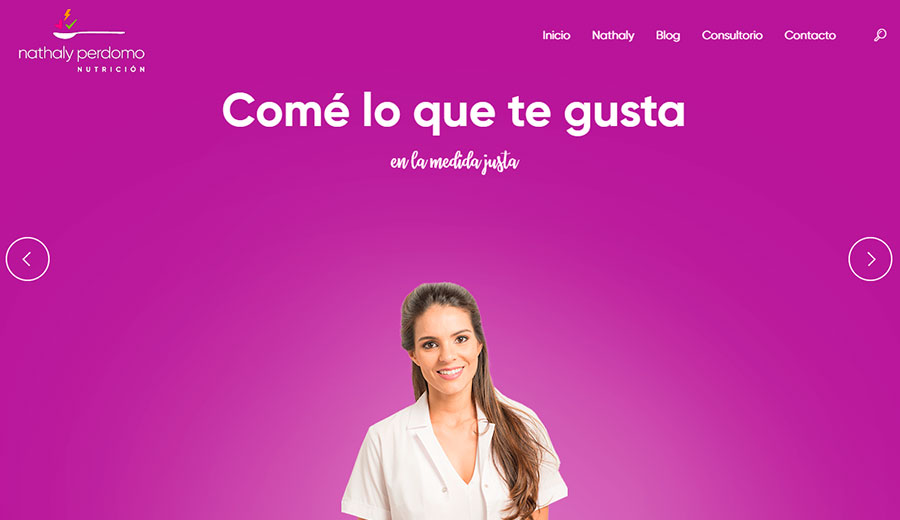 nathaly perdomo
NUTRICIÓN
Inicio Nathaly Blog Consultorio Contacto
Comé lo que te gusta
en la medida justa